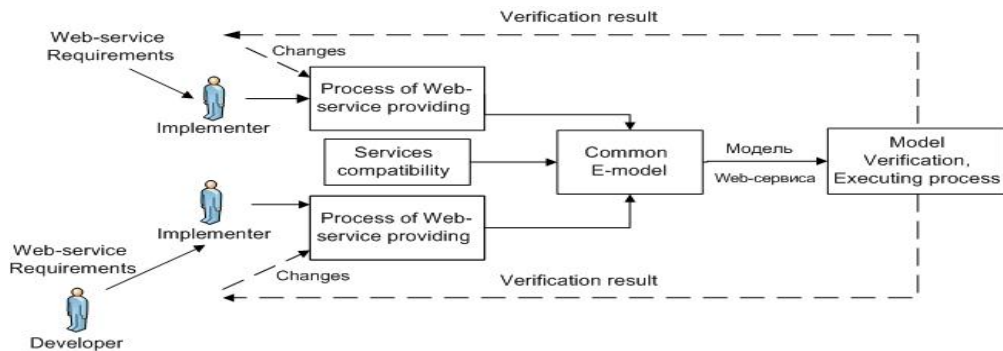 Verification result
Web-service
Requirements
Changes
Process of Web-
service providing
Implementer
Services
compatibility
Common
E-model
Модель
Web-сервиса
Model
Verification,
Executing process
Implementer
Process of Web-
service providing
Web-service
Requirements
Changes
Verification result
Developer